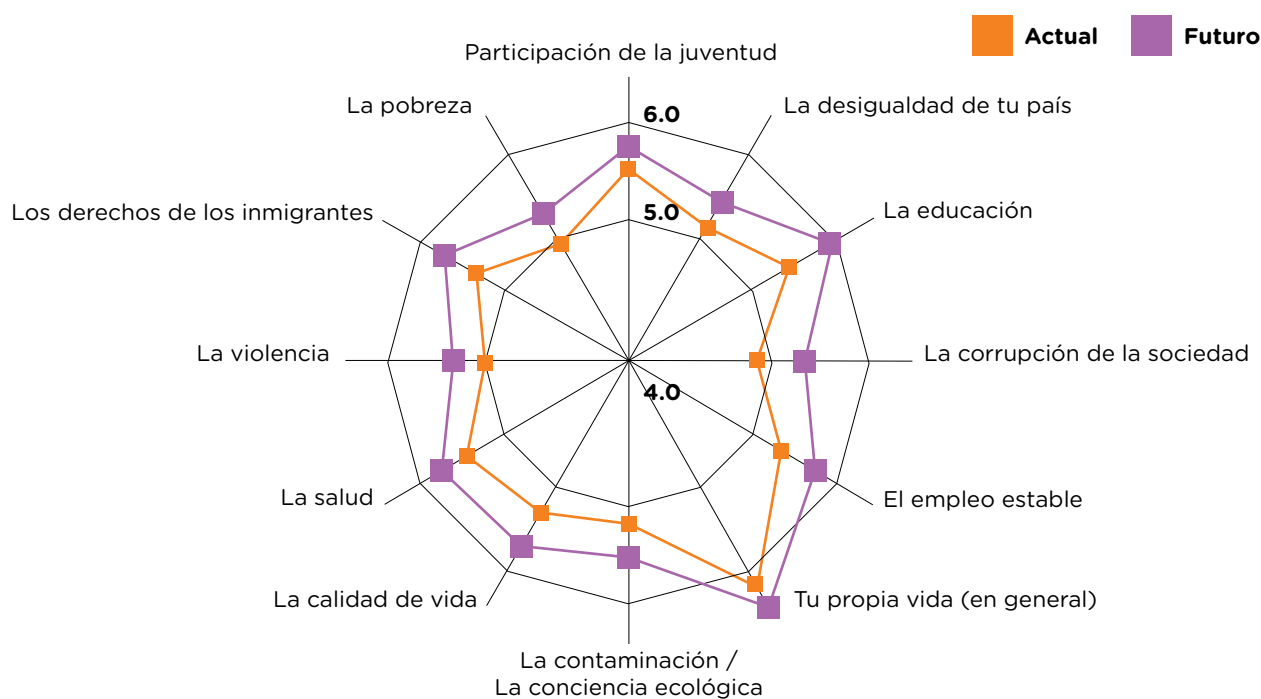 Actual
Futuro
Participación de la juventud
La pobreza
La desigualdad de tu país
6.0
Los derechos de los inmigrantes
La educación
5.0
La violencia
La corrupción de la sociedad
4.0
La salud
El empleo estable
La calidad de vida
Tu propia vida (en general)
La contaminación /
La conciencia ecológica